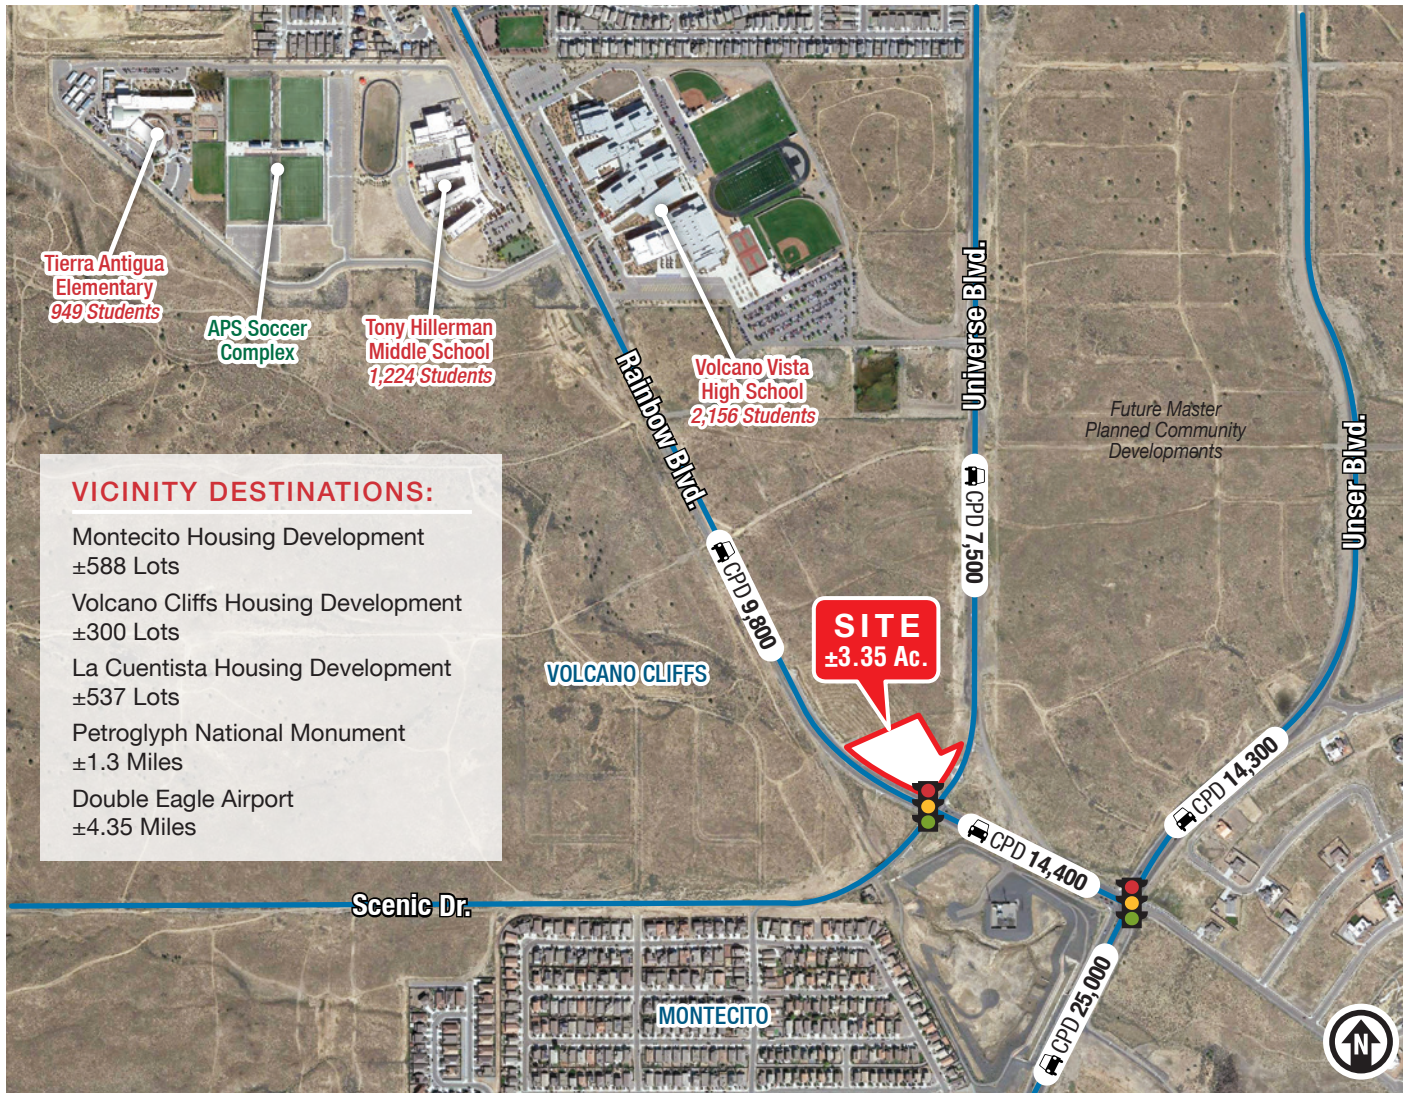 Tierra Antigua
Elementary
949 Students
APS Soccer
Complex
Tony Hillerman
Middle School
1,224 Students
Volcano Vista
High School
2,156 Students
Rainbow Blvd.
Universe Blvd.
Unser Blvd.
Future Master
Planned Community
Developments
VICINITY DESTINATIONS:
Montecito Housing Development
±588 Lots
Volcano Cliffs Housing Development
±300 Lots
La Cuentista Housing Development
±537 Lots
Petroglyph National Monument
±1.3 Miles
Double Eagle Airport
±4.35 Miles
CPD 9,800
CPD 7,500
SITE
±3.35 Ac.
VOLCANO CLIFFS
CPD 14,300
CPD 14,400
Scenic Dr.
CPD 25,000
MONTECITO
N